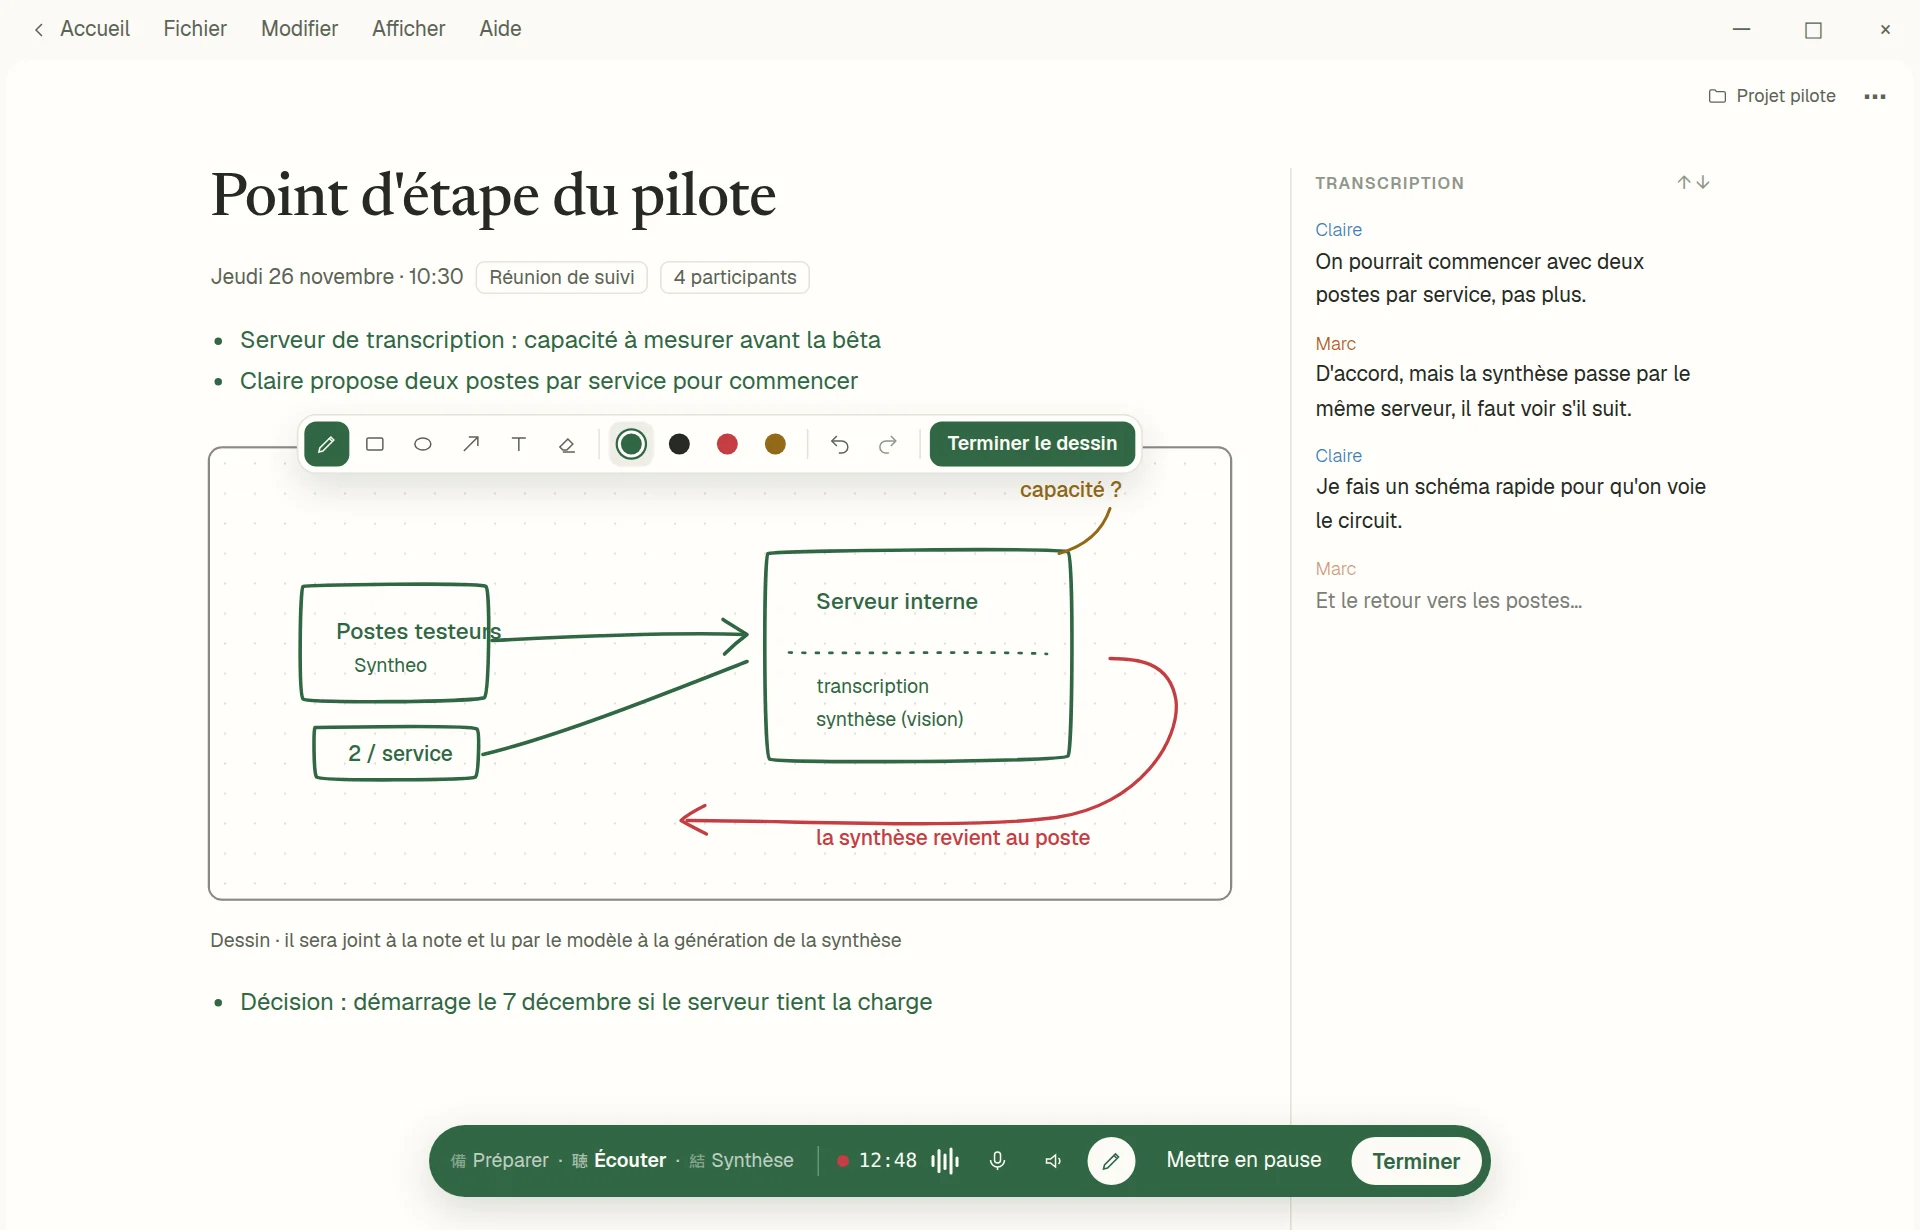 Accueil Fichier Modifier Afficher Aide
Projet pilote
Point d'étape du pilote
Jeudi 26 novembre · 10:30 Réunion de suivi 4 participants
• Serveur de transcription : capacité à mesurer avant la bêta
• Claire propose deux postes par service pour commencer
Terminer le dessin
capacité ?
Postes testeurs
Syntheo
2 / service
Serveur interne
transcription
synthèse (vision)
la synthèse revient au poste
Dessin · il sera joint à la note et lu par le modèle à la génération de la synthèse
• Décision : démarrage le 7 décembre si le serveur tient la charge
TRANSCRIPTION
Claire
On pourrait commencer avec deux
postes par service, pas plus.
Marc
D'accord, mais la synthèse passe par le
même serveur, il faut voir s'il suit.
Claire
Je fais un schéma rapide pour qu'on voie
le circuit.
Marc
Et le retour vers les postes…
備 Préparer · 聴 Écouter · 結 Synthèse 12:48 Mettre en pause Terminer